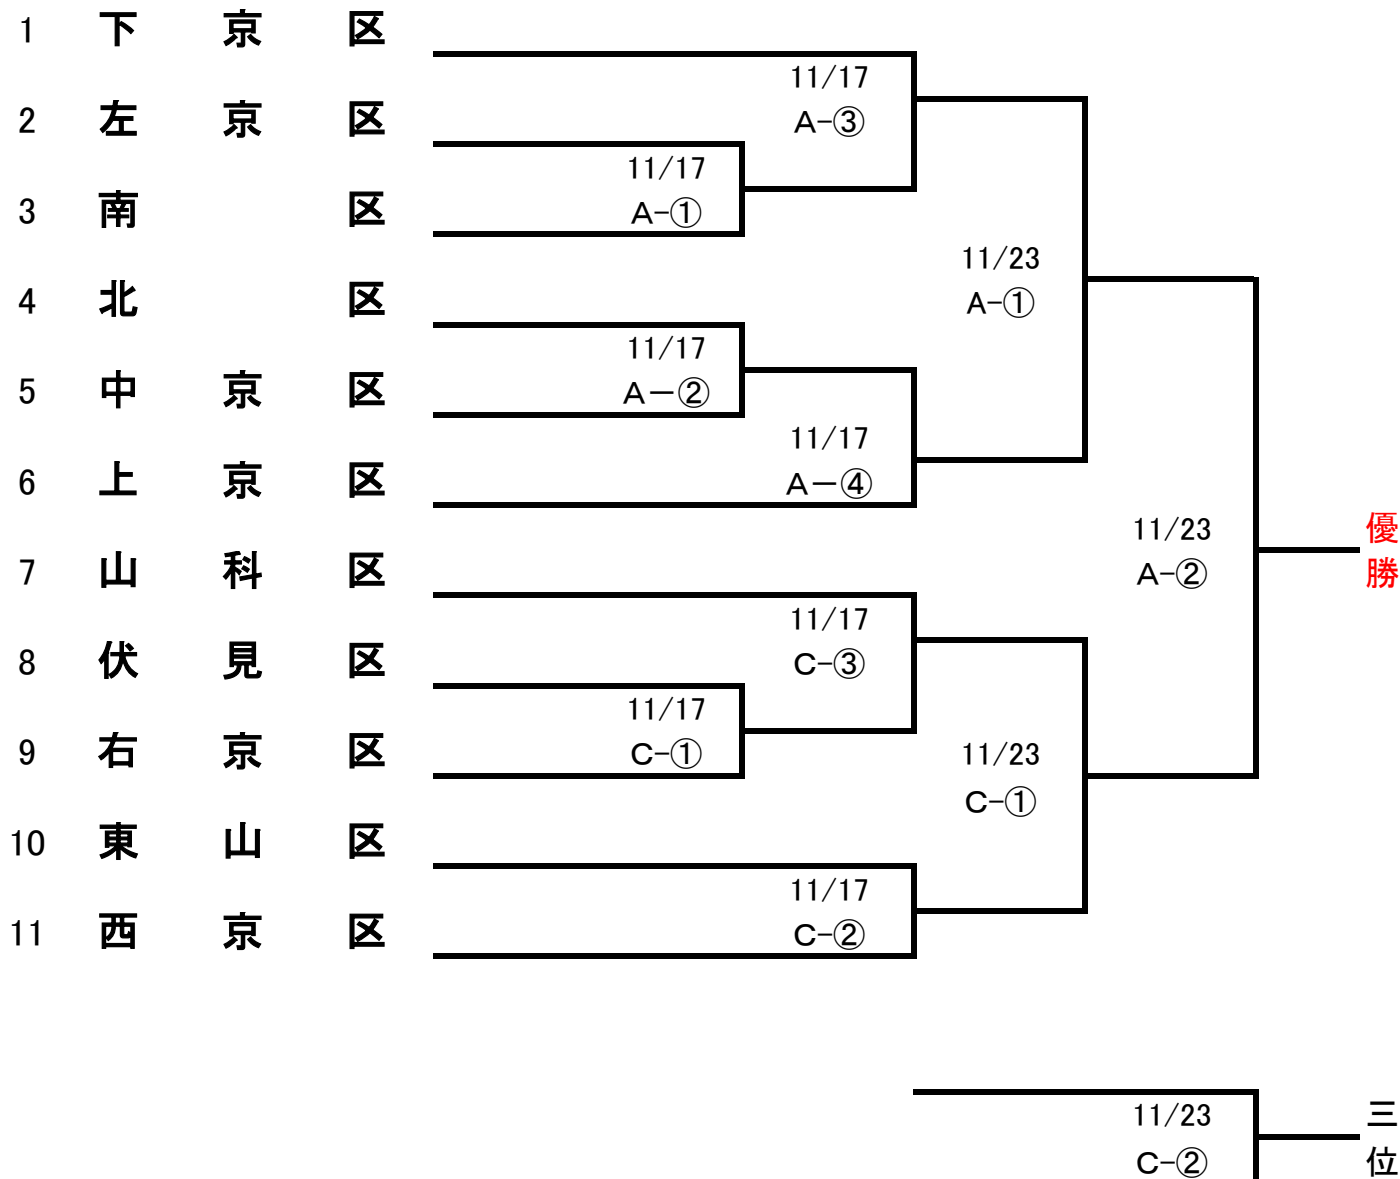 1 下 京 区
11/17
A-③
2 左 京 区
11/17
A-①
3 南 区
11/23
A-①
4 北 区
11/17
A－②
5 中 京 区
11/17
A－④
6 上 京 区
11/23
A-②
優勝
7 山 科 区
11/17
C-③
8 伏 見 区
11/17
C-①
9 右 京 区
11/23
C-①
10 東 山 区
11/17
C-②
11 西 京 区
11/23
C-②
三位